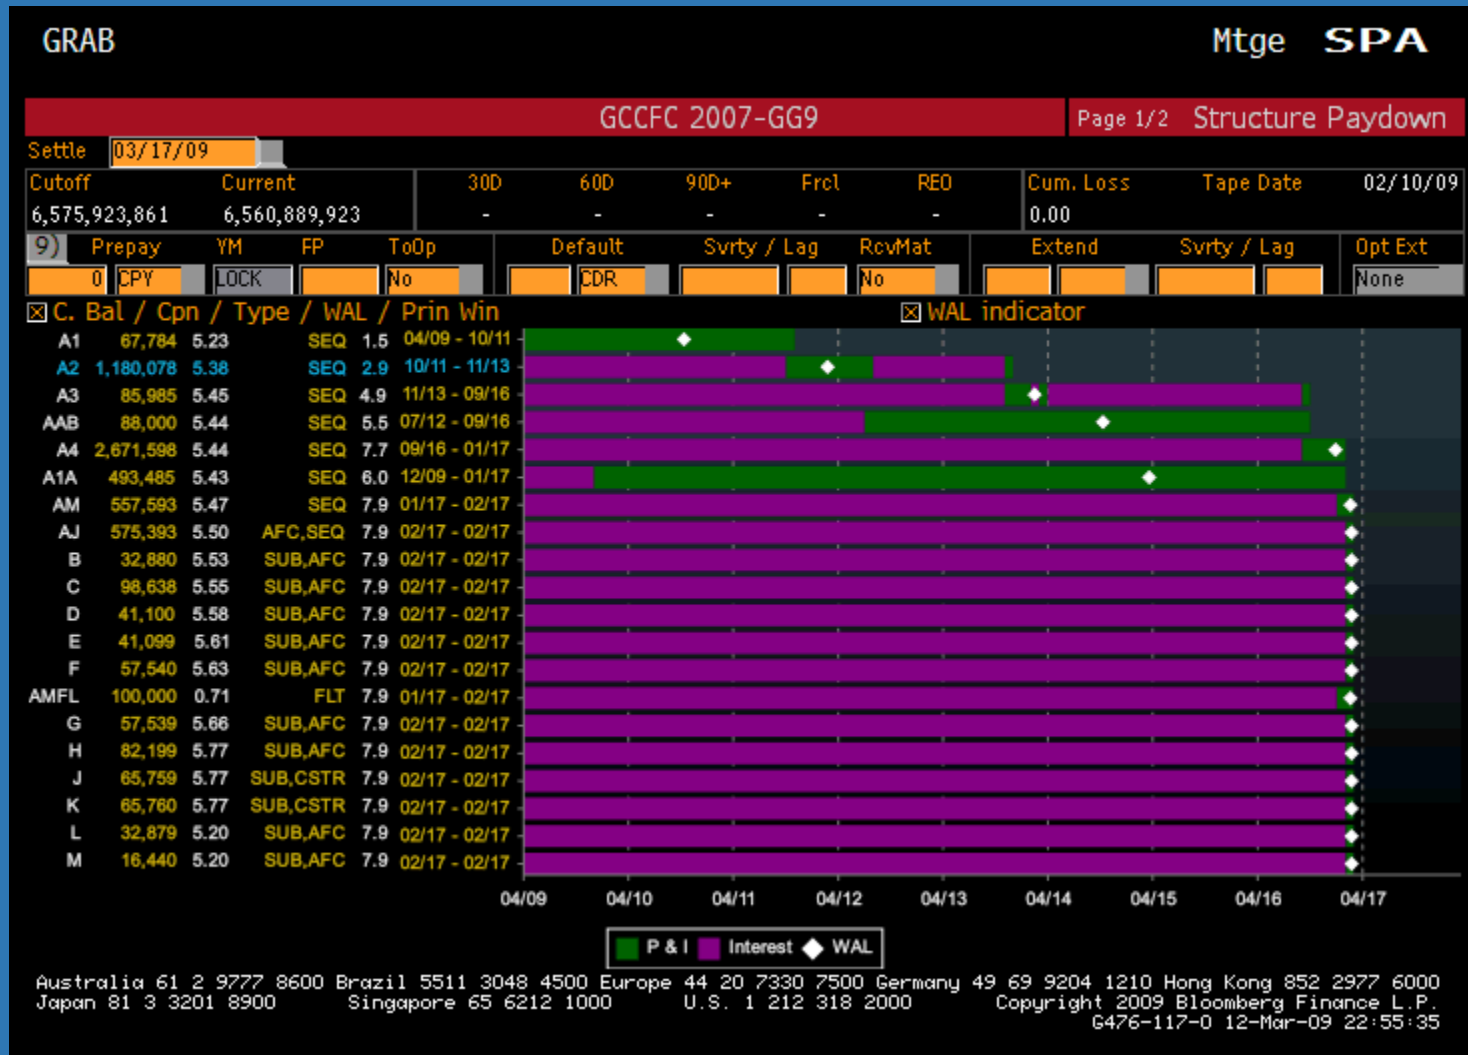 GRAB Mtge SPA
GCCFC 2007-GG9 Page 1/2 Structure Paydown
Settle 03/17/09
Cutoff Current 30D 60D 90D+ Frcl REO Cum. Loss Tape Date 02/10/09
6,575,923,861 6,560,889,923 - - - - - 0.00
9) Prepay YM FP ToOp Default Svrty / Lag RcvMat Extend Svrty / Lag Opt Ext
0 CPY LOCK No CDR No None
C. Bal / Cpn / Type / WAL / Prin Win WAL indicator
A1 67,784 5.23 SEQ 1.5 04/09 - 10/11
A2 1,180,078 5.38 SEQ 2.9 10/11 - 11/13
A3 85,985 5.45 SEQ 4.9 11/13 - 09/16
AAB 88,000 5.44 SEQ 5.5 07/12 - 09/16
A4 2,671,598 5.44 SEQ 7.7 09/16 - 01/17
A1A 493,485 5.43 SEQ 6.0 12/09 - 01/17
AM 557,593 5.47 SEQ 7.9 01/17 - 02/17
AJ 575,393 5.50 AFC,SEQ 7.9 02/17 - 02/17
B 32,880 5.53 SUB,AFC 7.9 02/17 - 02/17
C 98,638 5.55 SUB,AFC 7.9 02/17 - 02/17
D 41,100 5.58 SUB,AFC 7.9 02/17 - 02/17
E 41,099 5.61 SUB,AFC 7.9 02/17 - 02/17
F 57,540 5.63 SUB,AFC 7.9 02/17 - 02/17
AMFL 100,000 0.71 FLT 7.9 01/17 - 02/17
G 57,539 5.66 SUB,AFC 7.9 02/17 - 02/17
H 82,199 5.77 SUB,AFC 7.9 02/17 - 02/17
J 65,759 5.77 SUB,CSTR 7.9 02/17 - 02/17
K 65,760 5.77 SUB,CSTR 7.9 02/17 - 02/17
L 32,879 5.20 SUB,AFC 7.9 02/17 - 02/17
M 16,440 5.20 SUB,AFC 7.9 02/17 - 02/17
04/09 04/10 04/11 04/12 04/13 04/14 04/15 04/16 04/17
P & I Interest WAL
Australia 61 2 9777 8600 Brazil 5511 3048 4500 Europe 44 20 7330 7500 Germany 49 69 9204 1210 Hong Kong 852 2977 6000
Japan 81 3 3201 8900 Singapore 65 6212 1000 U.S. 1 212 318 2000 Copyright 2009 Bloomberg Finance L.P.
G476-117-0 12-Mar-09 22:55:35